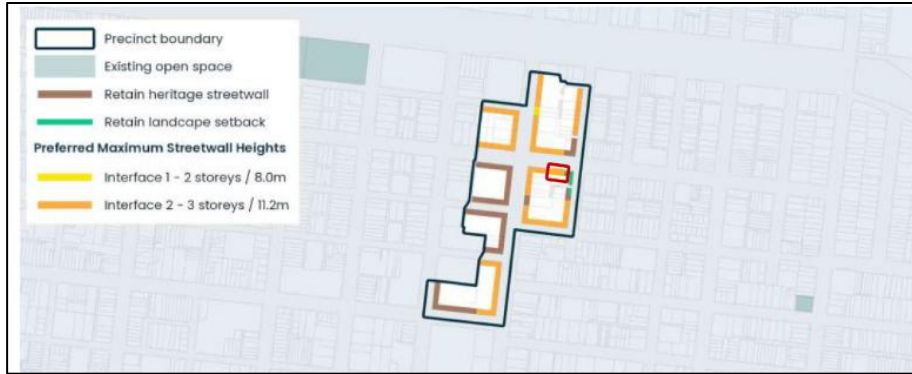 Precinct boundary
Existing open space
Retain heritage streetwall
Retain landscape setback
Preferred Maximum Streetwall Heights
Interface 1 - 2 storeys / 8.0m
Interface 2 - 3 storeys / 11.2m